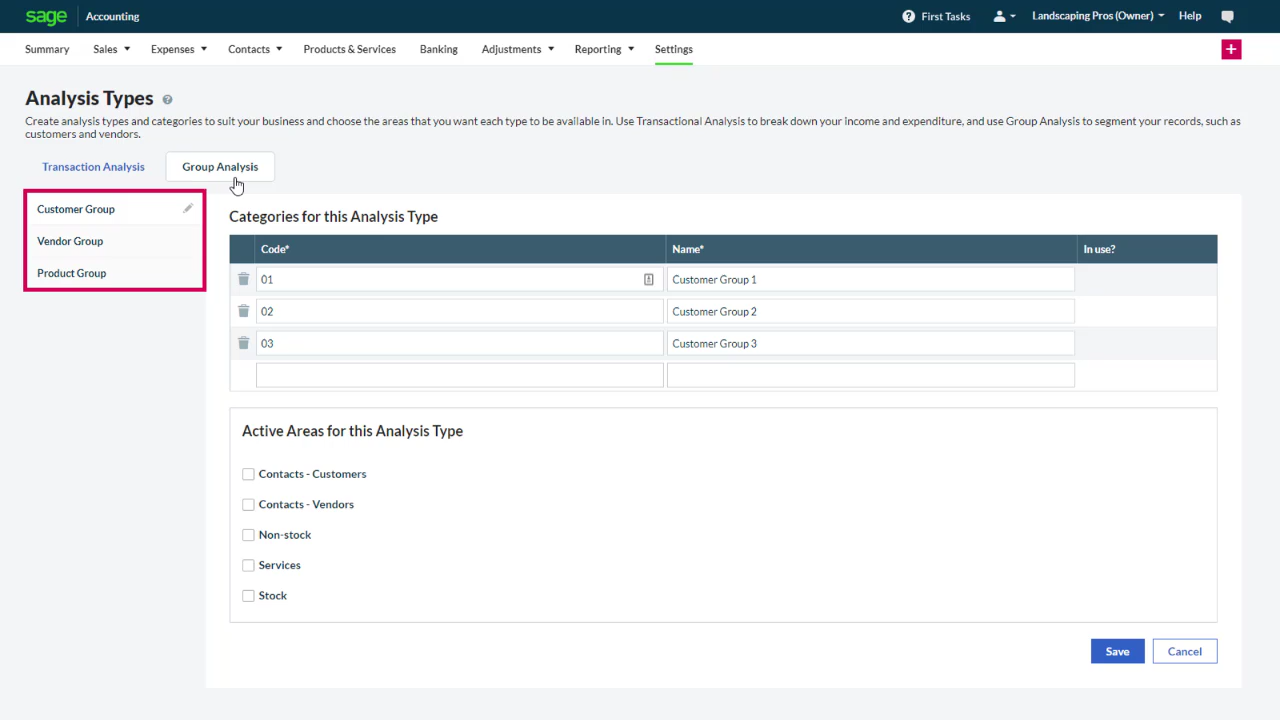 sage Accounting First Tasks Landscaping Pros (Owner) Help
Summary Sales Expenses Contacts Products & Services Banking Adjustments Reporting Settings
Analysis Types
Create analysis types and categories to suit your business and choose the areas that you want each type to be available in. Use Transactional Analysis to break down your income and expenditure, and use Group Analysis to segment your records, such as
customers and vendors.
Transaction Analysis Group Analysis
Customer Group
Vendor Group
Product Group
Categories for this Analysis Type
Code* Name* In use?
01 Customer Group 1
02 Customer Group 2
03 Customer Group 3
Active Areas for this Analysis Type
Contacts - Customers
Contacts - Vendors
Non-stock
Services
Stock
Save Cancel